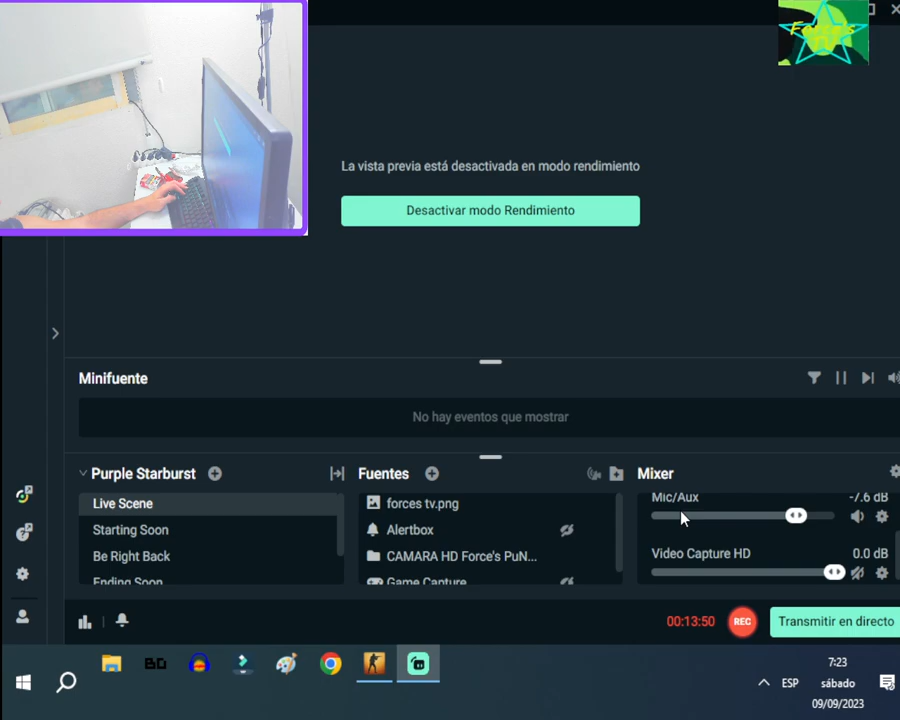 La vista previa está desactivada en modo rendimiento
Desactivar modo Rendimiento
Minifuente
No hay eventos que mostrar
Purple Starburst
Fuentes
Mixer
Live Scene
Starting Soon
Be Right Back
Ending Soon
forces tv.png
Alertbox
CAMARA HD Force's PuN...
Game Capture
Mic/Aux
-7.6 dB
Video Capture HD
0.0 dB
00:13:50
REC
Transmitir en directo
BD
ESP
7:23
sábado
09/09/2023